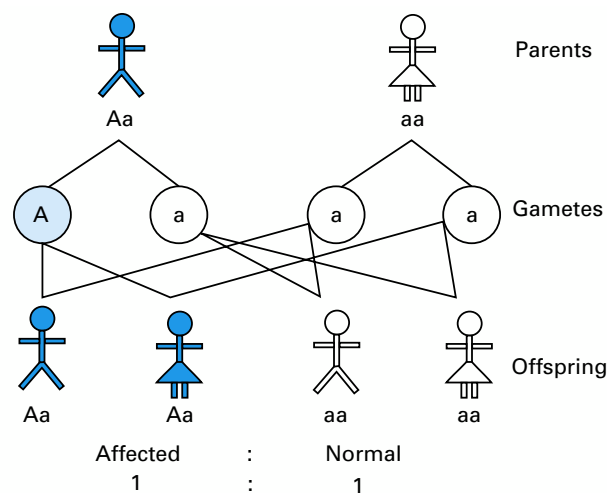 Parents
Aa aa
A a a a Gametes
Offspring
Aa Aa aa aa
Affected : Normal
1 : 1